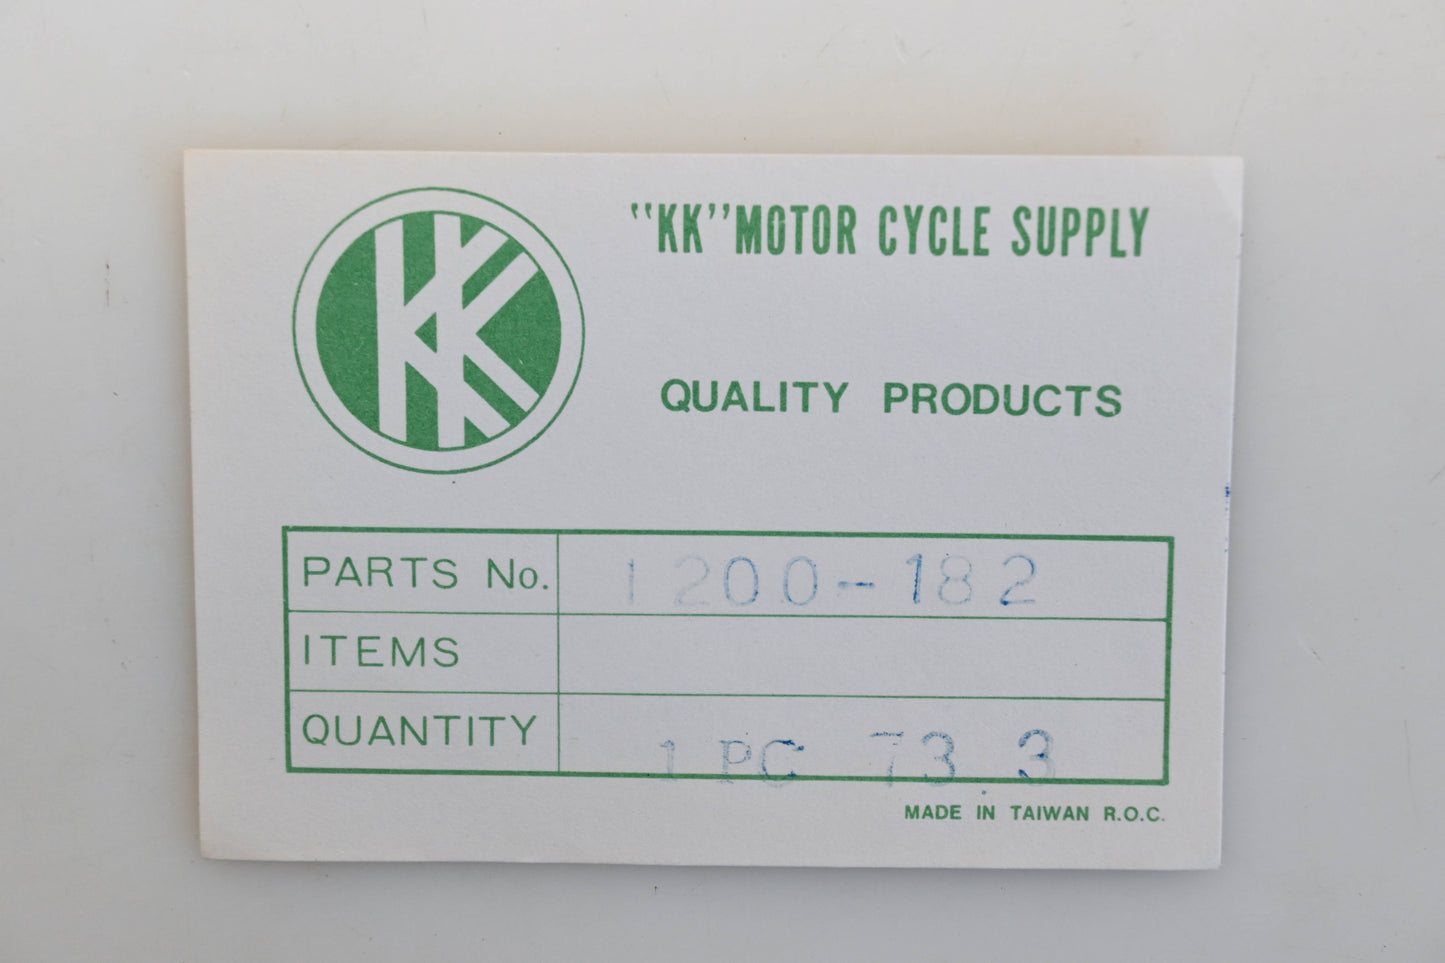 KK
"KK" MOTOR CYCLE SUPPLY
QUALITY PRODUCTS
PARTS No. 1200-182
ITEMS
QUANTITY 1 PC 73.3
MADE IN TAIWAN R.O.C.